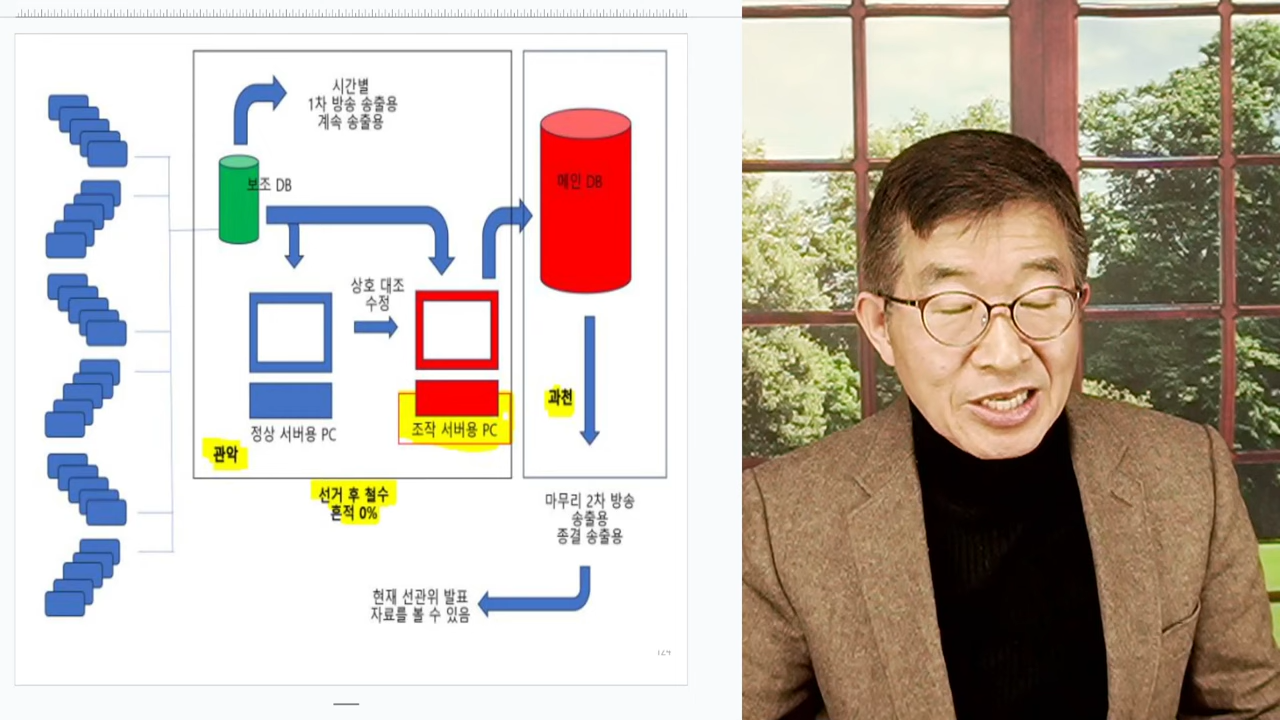 시간별
1차 방송 송출용
계속 송출용
보조 DB
메인 DB
상호 대조
수정
정상 서버용 PC
조작 서버용 PC
관악
과천
선거 후 철수
흔적 0%
마무리 2차 방송
송출용
종결 송출용
현재 선관위 발표
자료를 볼 수 있음